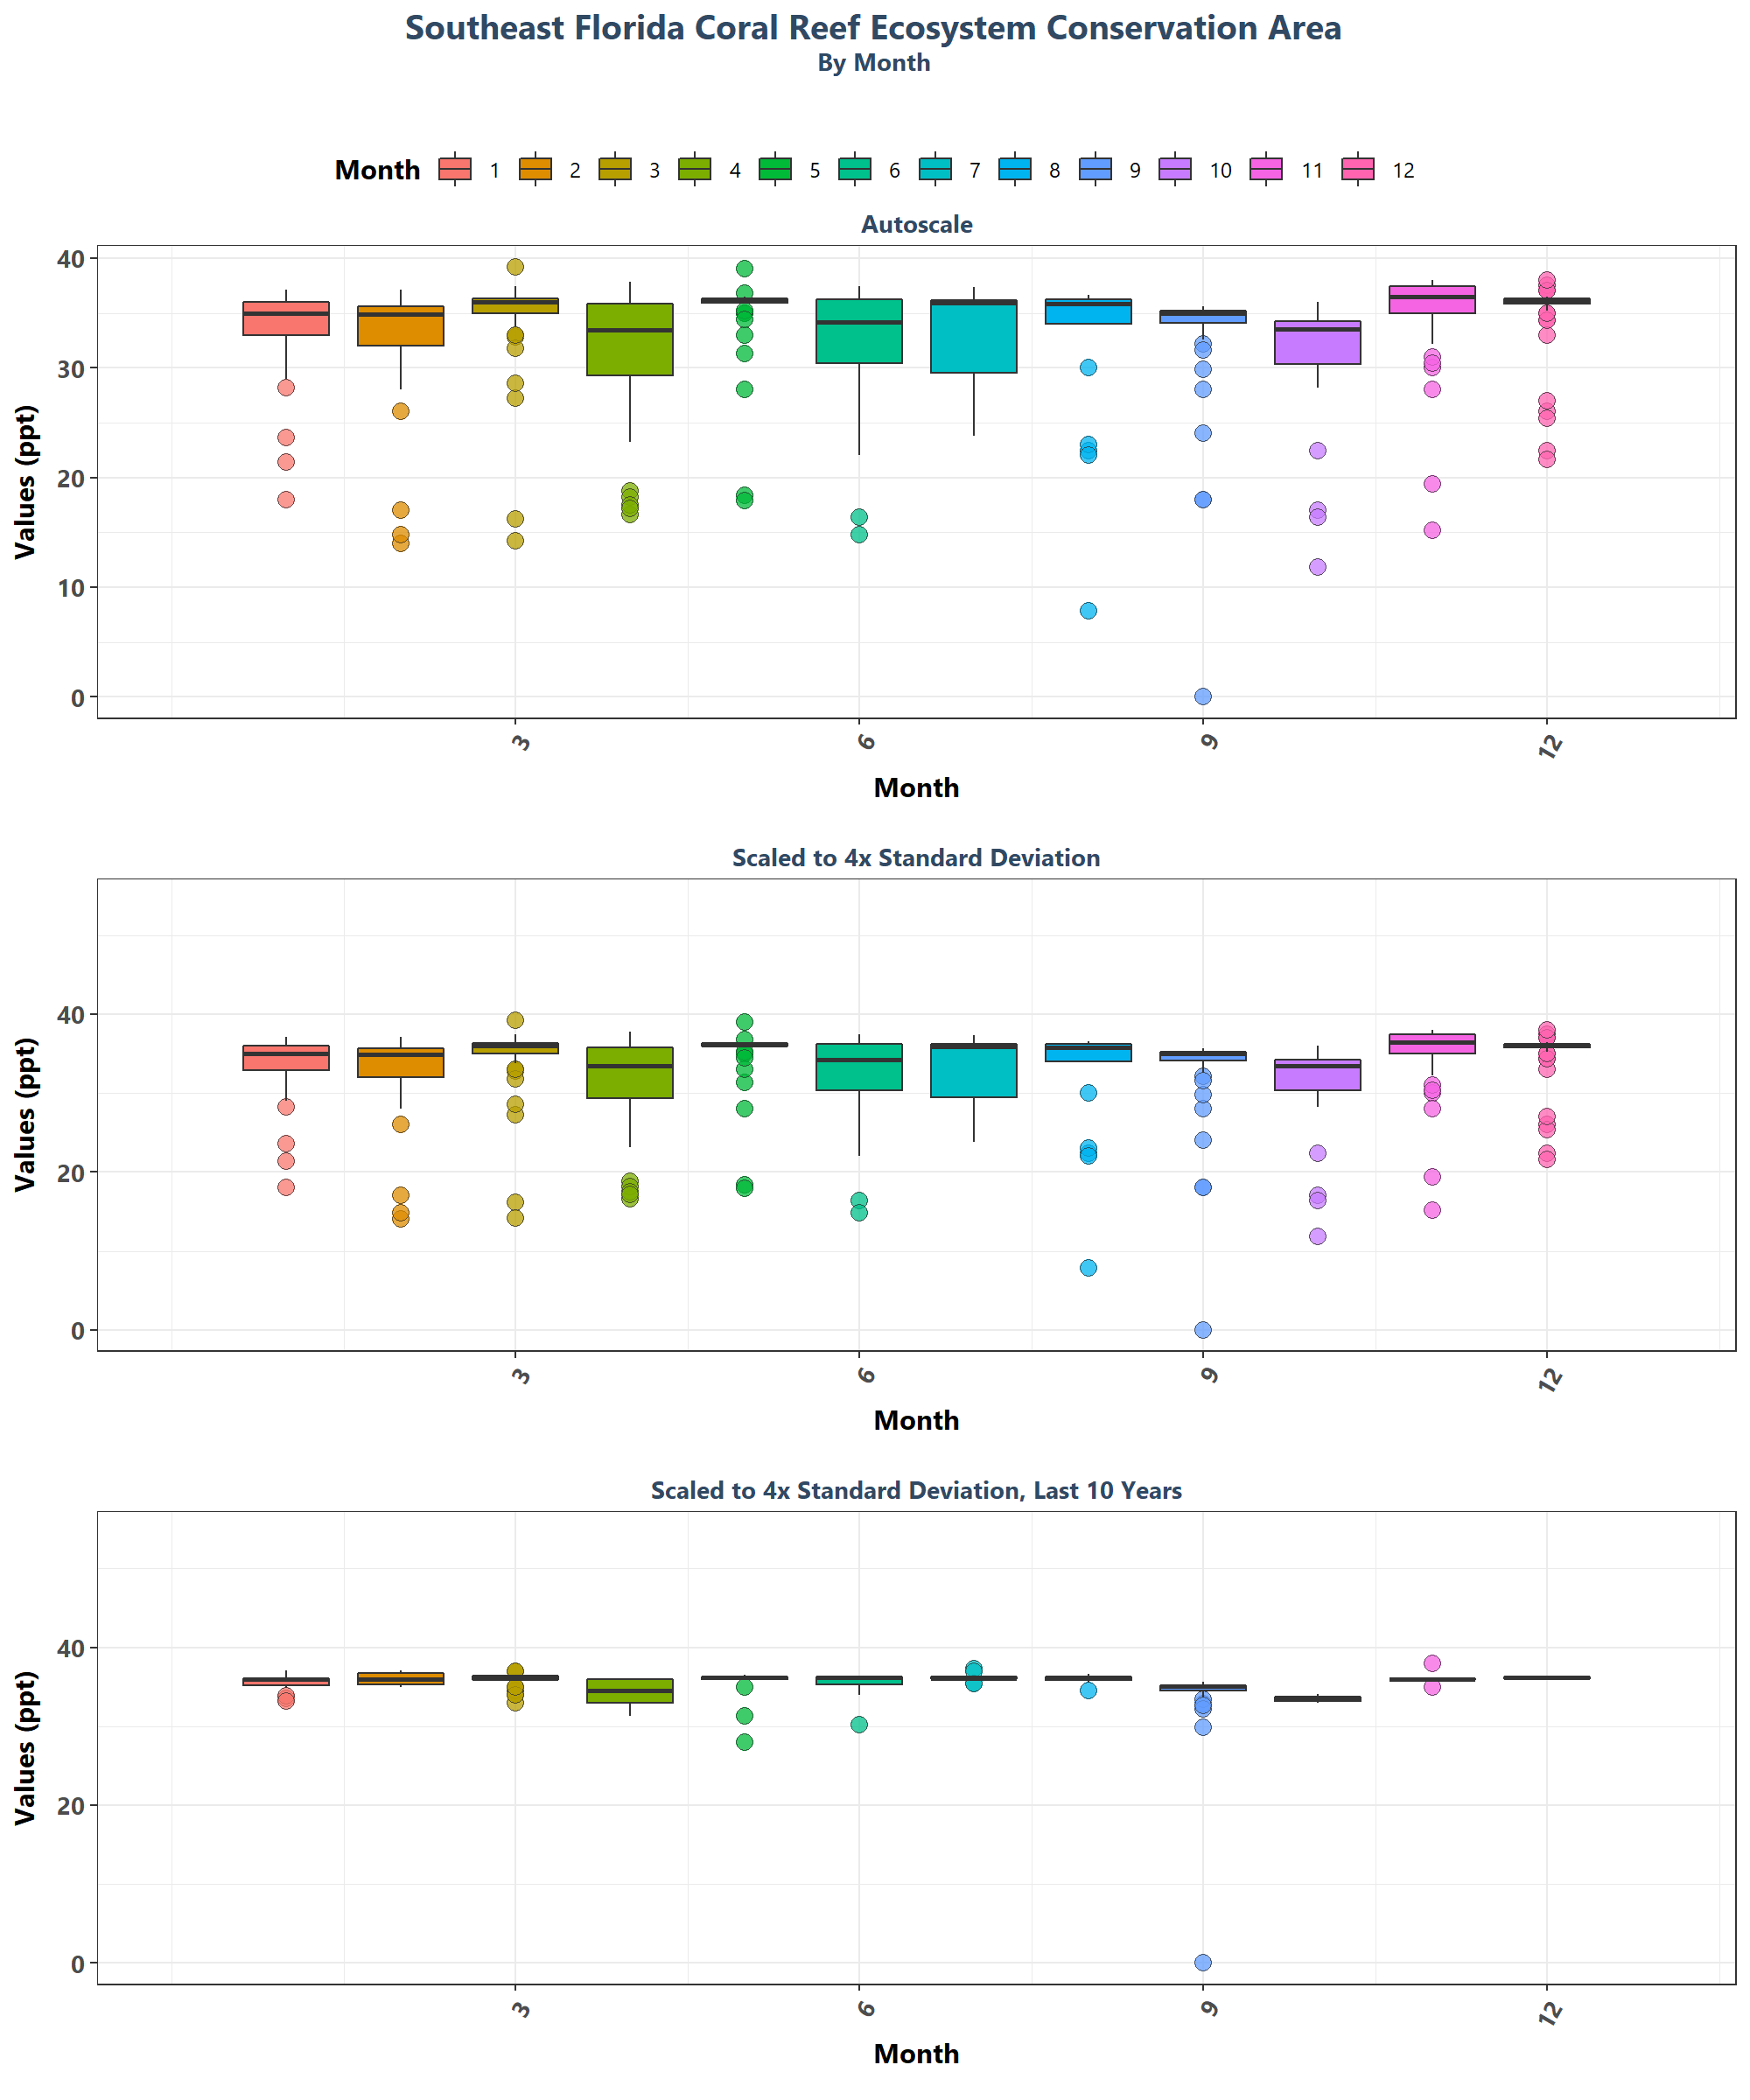 Southeast Florida Coral Reef Ecosystem Conservation Area
By Month
Month 1 2 3 4 5 6 7 8 9 10 11 12
Autoscale
Values (ppt)
40
30
20
10
0
3 6 9 12
Month
Scaled to 4x Standard Deviation
Values (ppt)
40
20
0
3 6 9 12
Month
Scaled to 4x Standard Deviation, Last 10 Years
Values (ppt)
40
20
0
3 6 9 12
Month